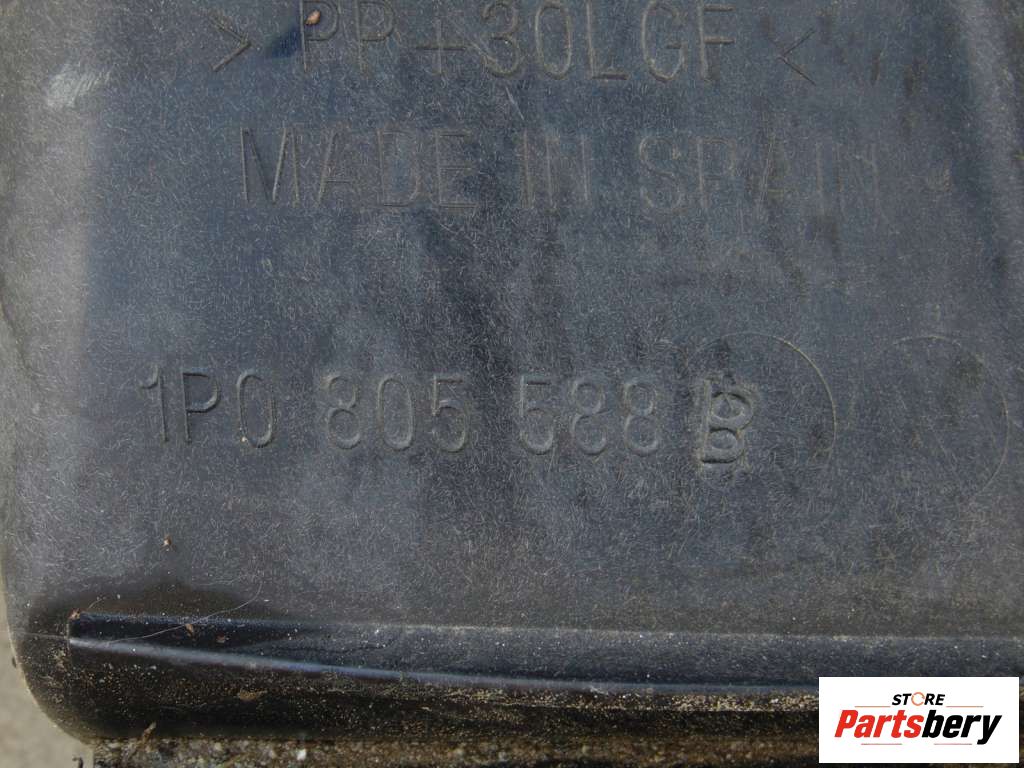 > PP+30LGF <
MADE IN SPAIN
1P0 805 588 B
STORE
Partsbery